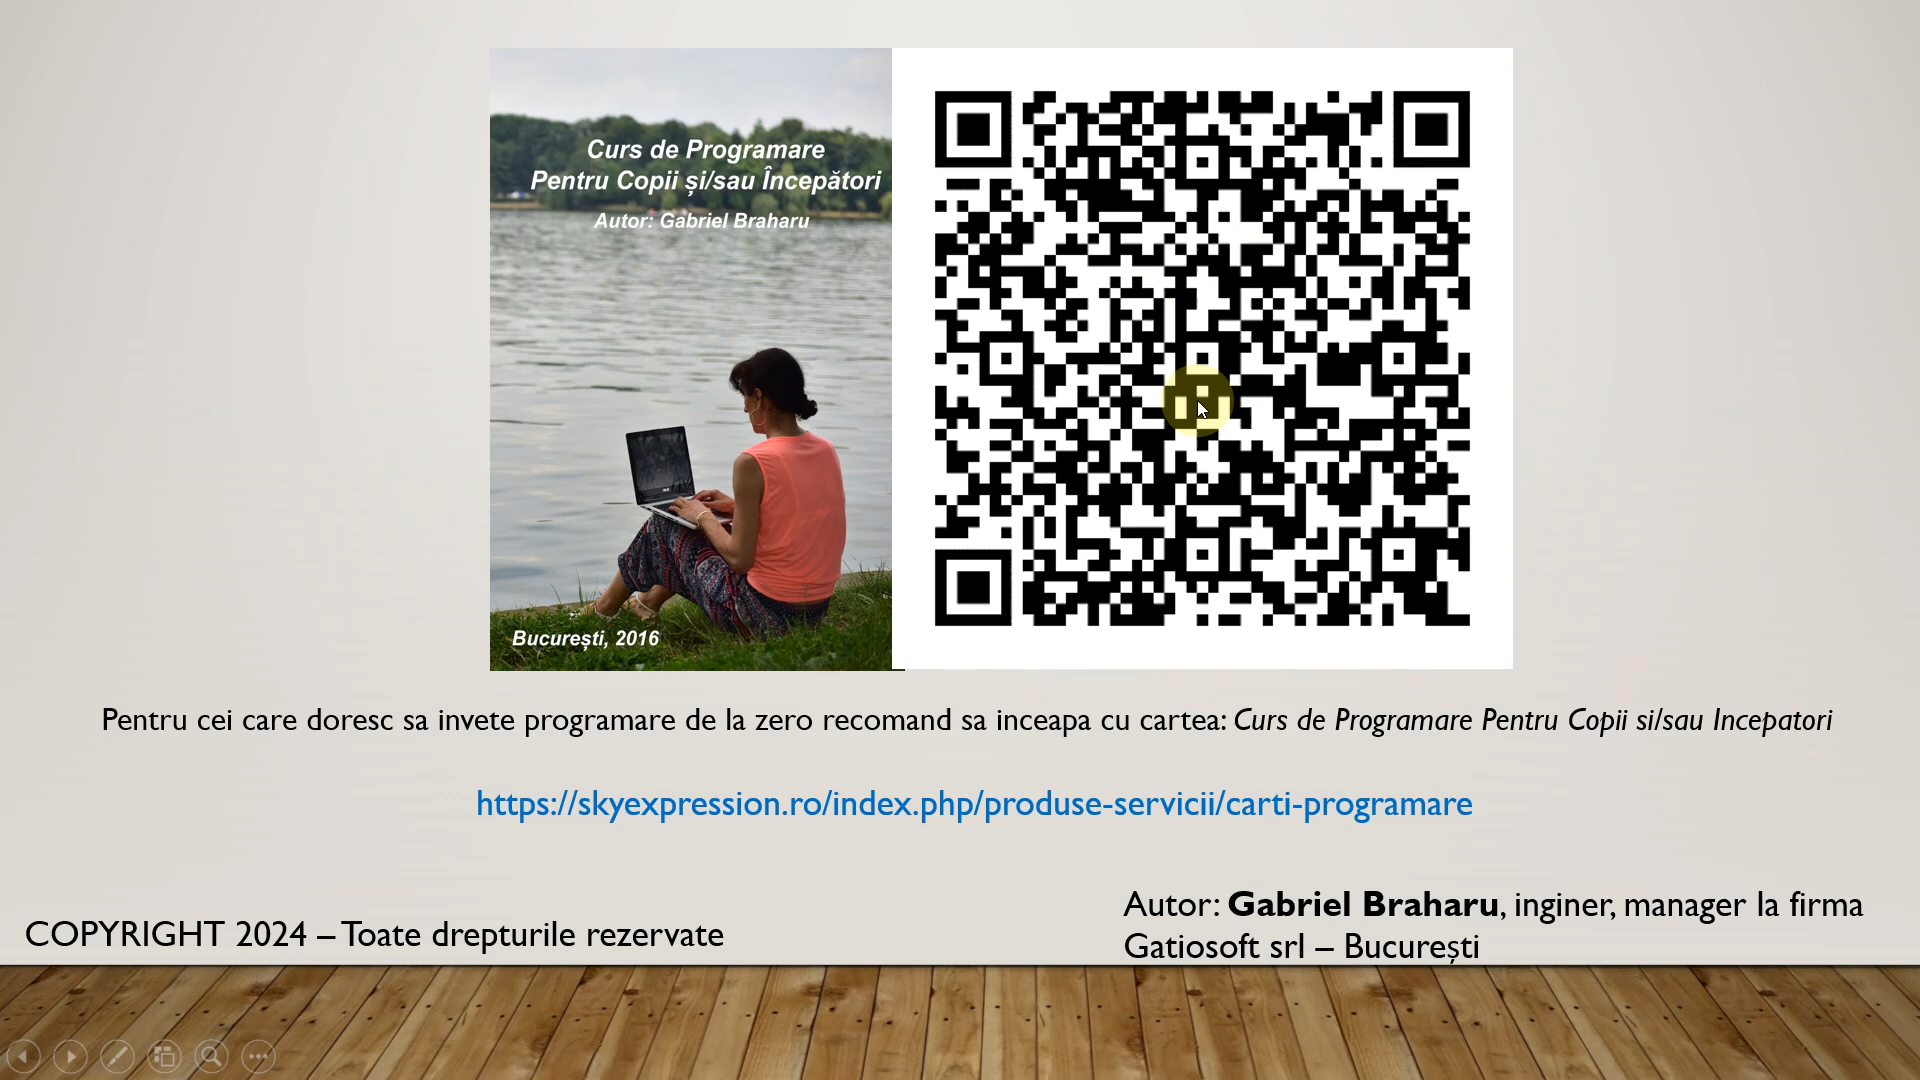 Curs de Programare
Pentru Copii și/sau Începători
Autor: Gabriel Braharu
București, 2016
Pentru cei care doresc sa invete programare de la zero recomand sa inceapa cu cartea: Curs de Programare Pentru Copii si/sau Incepatori
https://skyexpression.ro/index.php/produse-servicii/carti-programare
COPYRIGHT 2024 – Toate drepturile rezervate
Autor: Gabriel Braharu, inginer, manager la firma
Gatiosoft srl – București